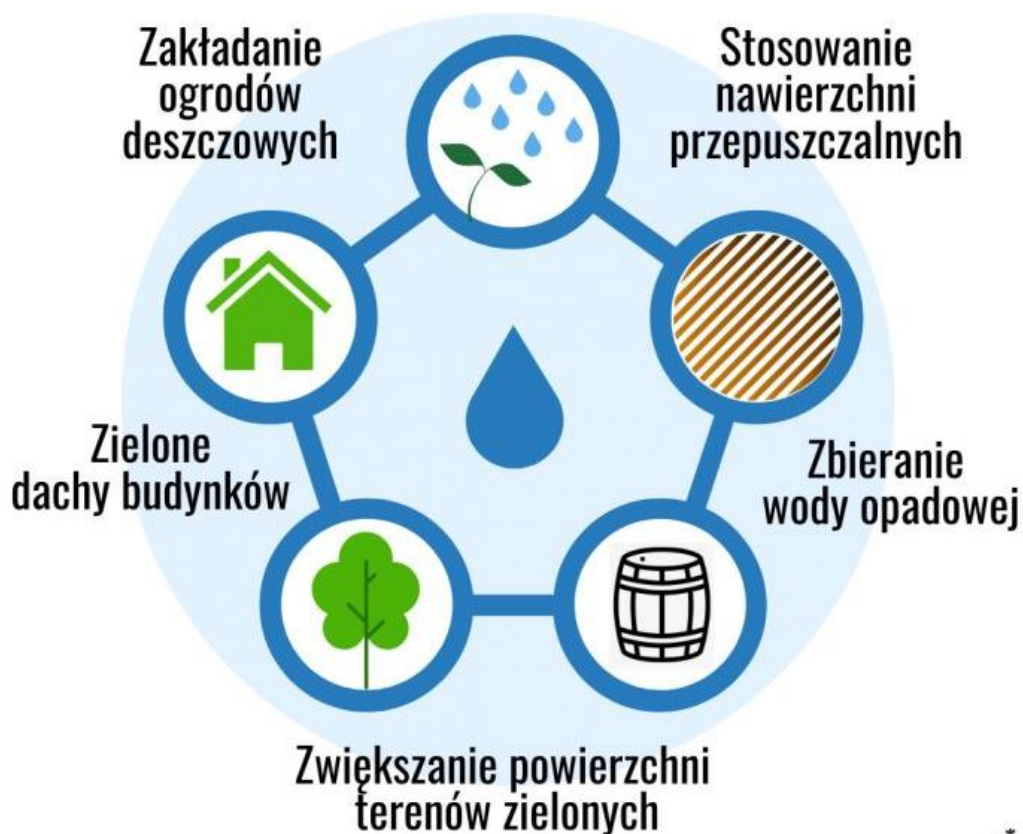 Zakładanie
ogrodów
deszczowych
Stosowanie
nawierzchni
przepuszczalnych
Zielone
dachy budynków
Zbieranie
wody opadowej
Zwiększanie powierzchni
terenów zielonych